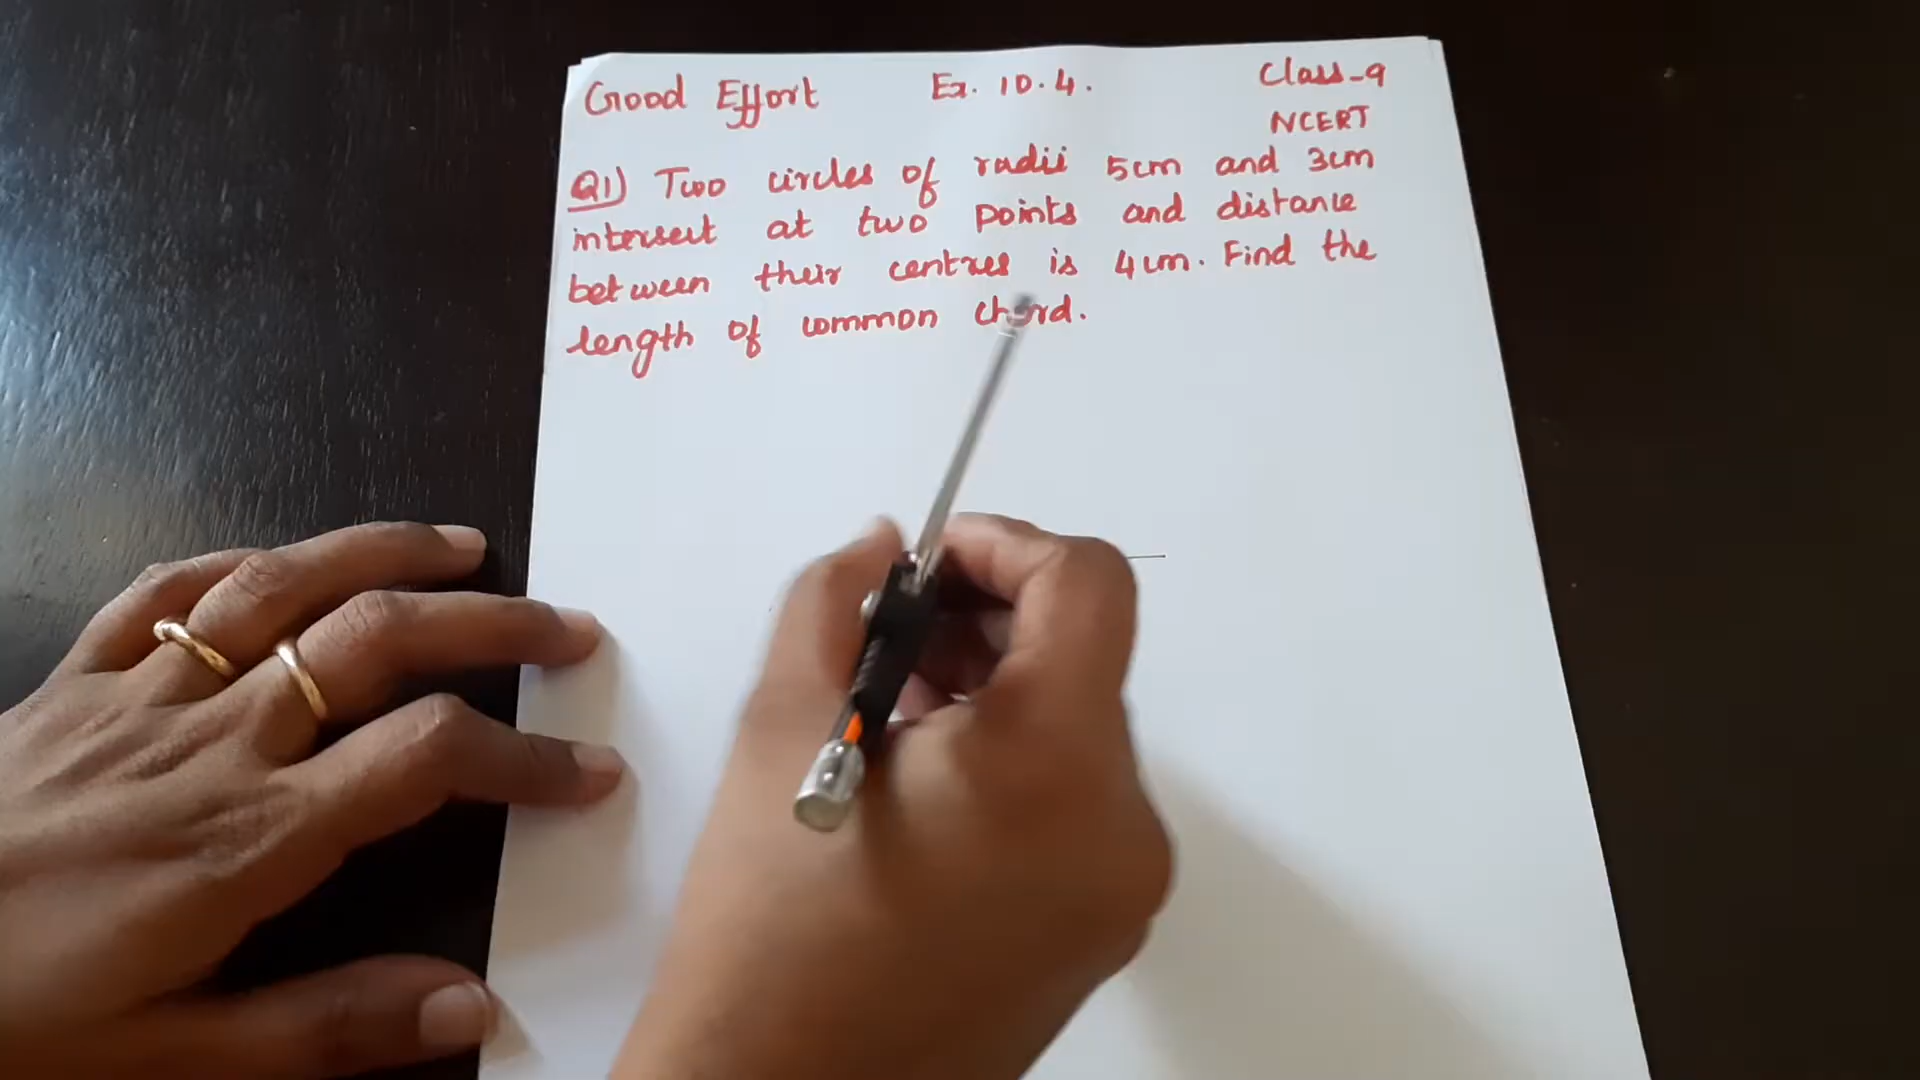 Good Effort Ex. 10.4. Class-9
NCERT
Q1) Two circles of radii 5cm and 3cm
intersect at two points and distance
between their centres is 4cm. Find the
length of common chord.